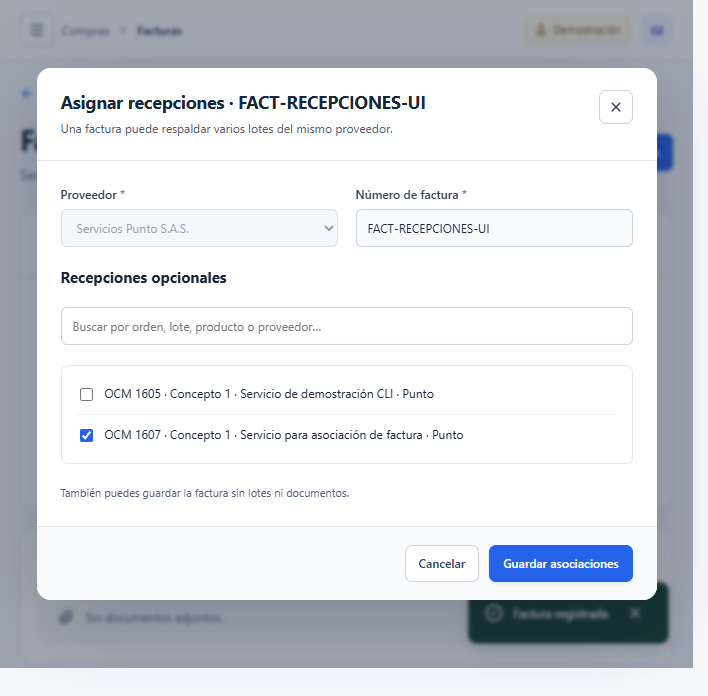 Compras > Facturas
Demostración
Asignar recepciones · FACT-RECEPCIONES-UI
Una factura puede respaldar varios lotes del mismo proveedor.
Proveedor *
Número de factura *
Servicios Punto S.A.S.
FACT-RECEPCIONES-UI
Recepciones opcionales
Buscar por orden, lote, producto o proveedor...
OCM 1605 · Concepto 1 · Servicio de demostración CLI · Punto
OCM 1607 · Concepto 1 · Servicio para asociación de factura · Punto
También puedes guardar la factura sin lotes ni documentos.
Cancelar
Guardar asociaciones
Sin documentos adjuntos.
Factura registrada